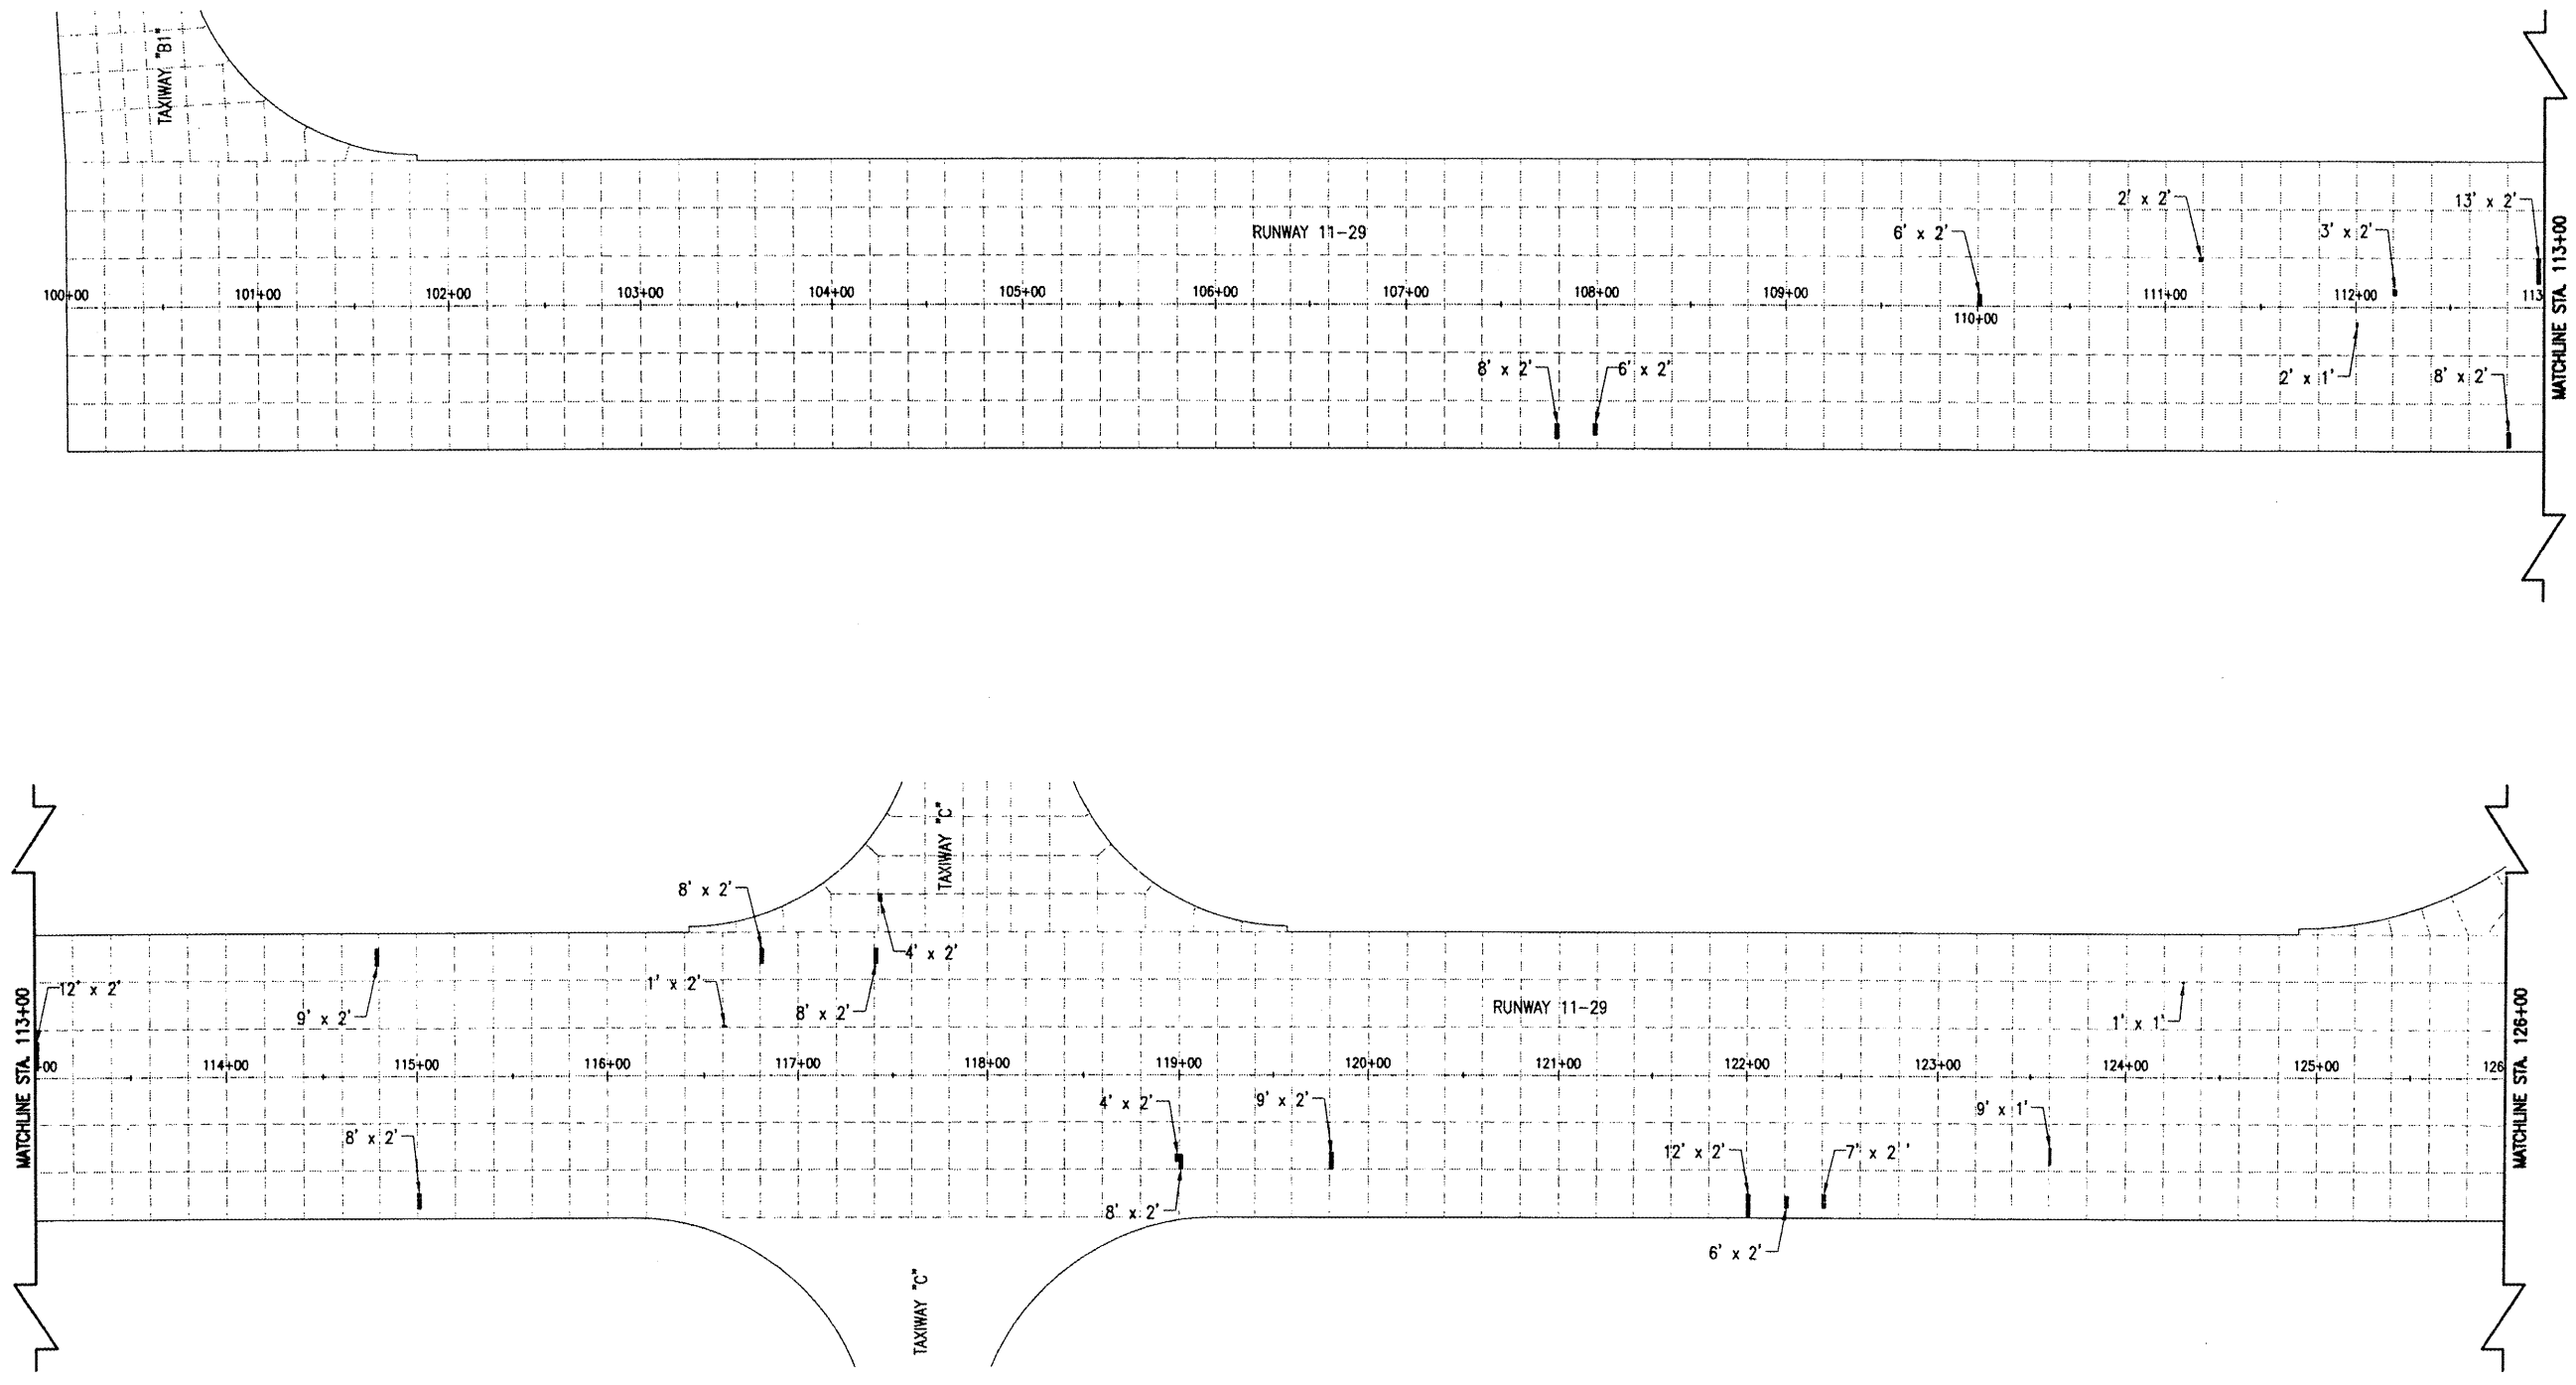 TAXIWAY "B1"
RUNWAY 11-29
2' x 2'
13' x 2'
6' x 2'
3' x 2'
100+00
101+00
102+00
103+00
104+00
105+00
106+00
107+00
108+00
109+00
110+00
111+00
112+00
113
8' x 2'
6' x 2'
2' x 1'
8' x 2'
MATCHLINE STA. 113+00
TAXIWAY "C"
8' x 2'
4' x 2'
12' x 2'
1' x 2'
9' x 2'
8' x 2'
RUNWAY 11-29
1' x 1'
MATCHLINE STA. 113+00
+00
114+00
115+00
116+00
117+00
118+00
119+00
120+00
121+00
122+00
123+00
124+00
125+00
126
8' x 2'
4' x 2'
9' x 2'
9' x 1'
12' x 2'
7' x 2''
8' x 2'
6' x 2'
MATCHLINE STA. 126+00
TAXIWAY "C"